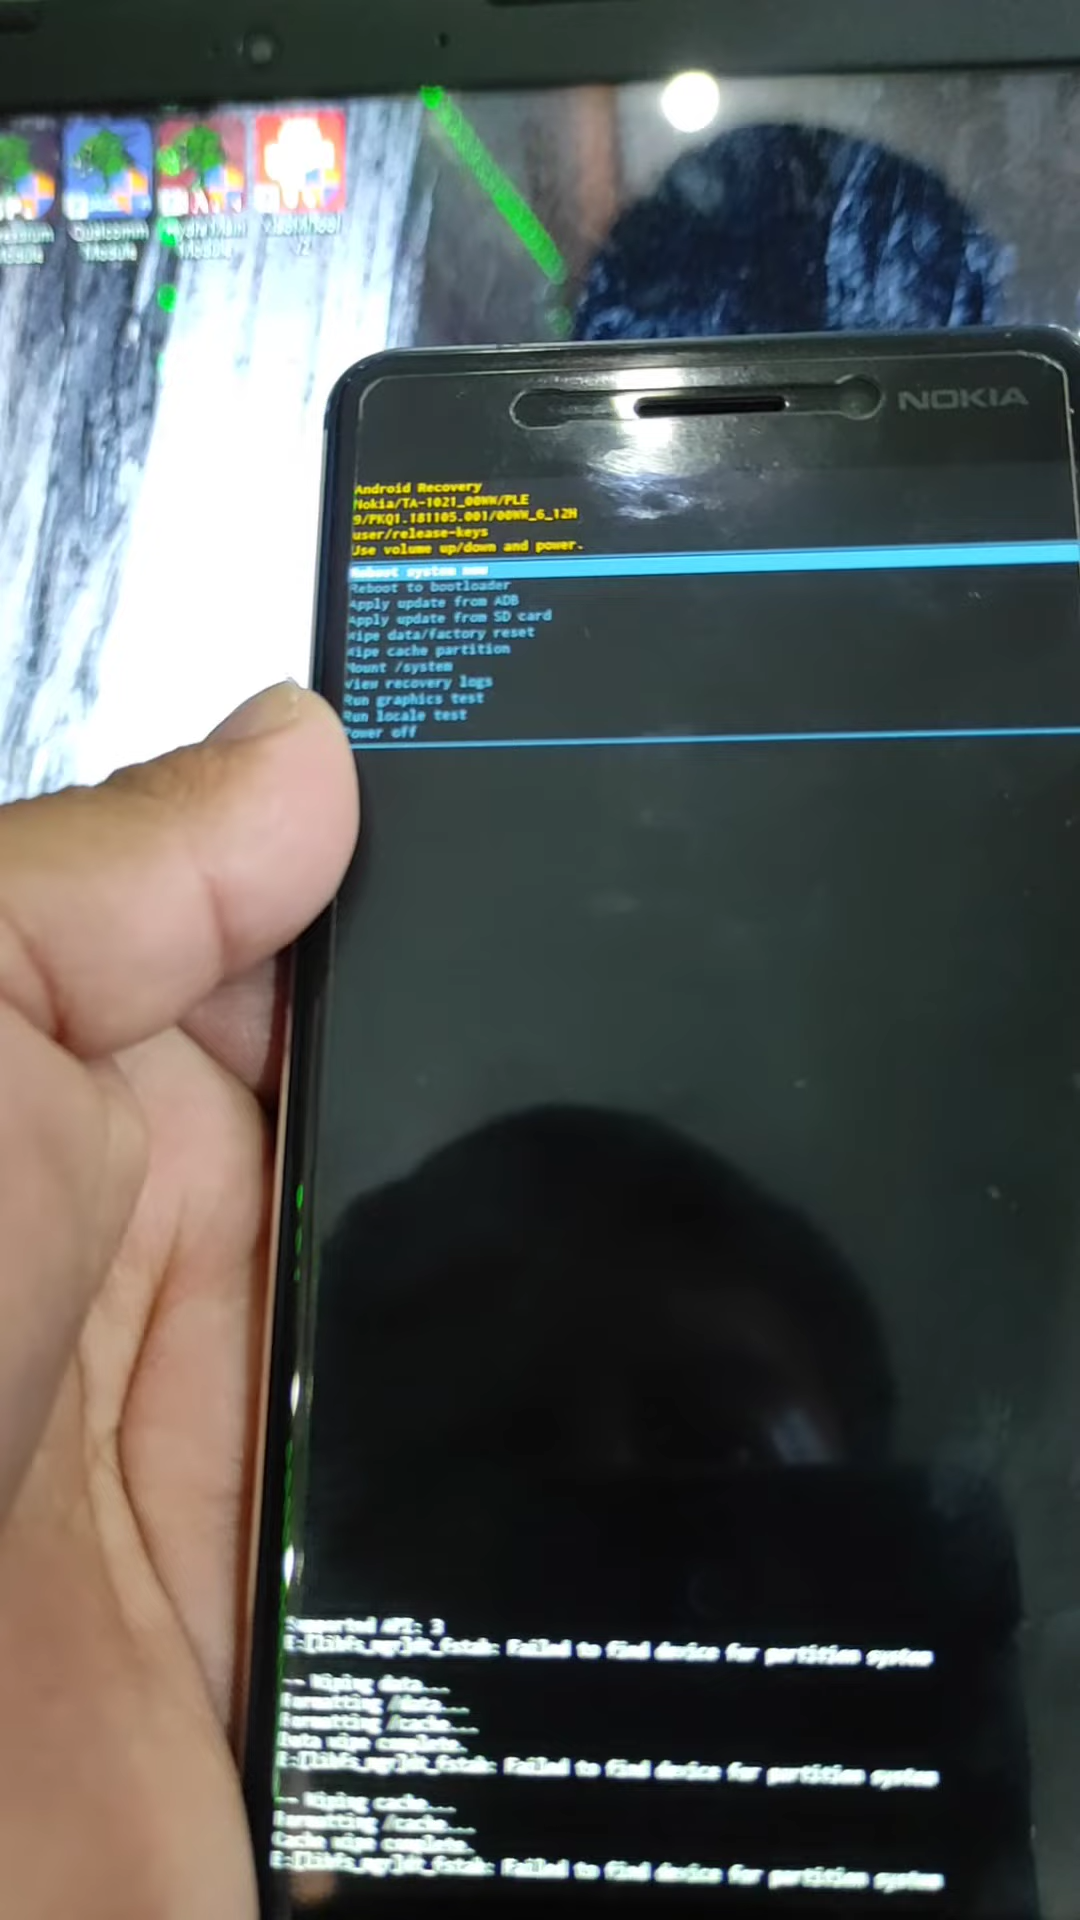 Qualcomm
Module
Module
NOKIA
Android Recovery
Nokia/TA-1021_00WW/PLE
9/PKQ1.181105.001/00WW_6_12H
user/release-keys
Use volume up/down and power.
Reboot system now
Reboot to bootloader
Apply update from ADB
Apply update from SD card
Wipe data/factory reset
Wipe cache partition
Mount /system
View recovery logs
Run graphics test
Run locale test
Power off
Supported API: 3
E:[libfs_mgr]dt_fstab: Failed to find device for partition system
-- Wiping data...
Formatting /data...
Formatting /cache...
Data wipe complete.
E:[libfs_mgr]dt_fstab: Failed to find device for partition system
-- Wiping cache...
Formatting /cache...
Cache wipe complete.
E:[libfs_mgr]dt_fstab: Failed to find device for partition system